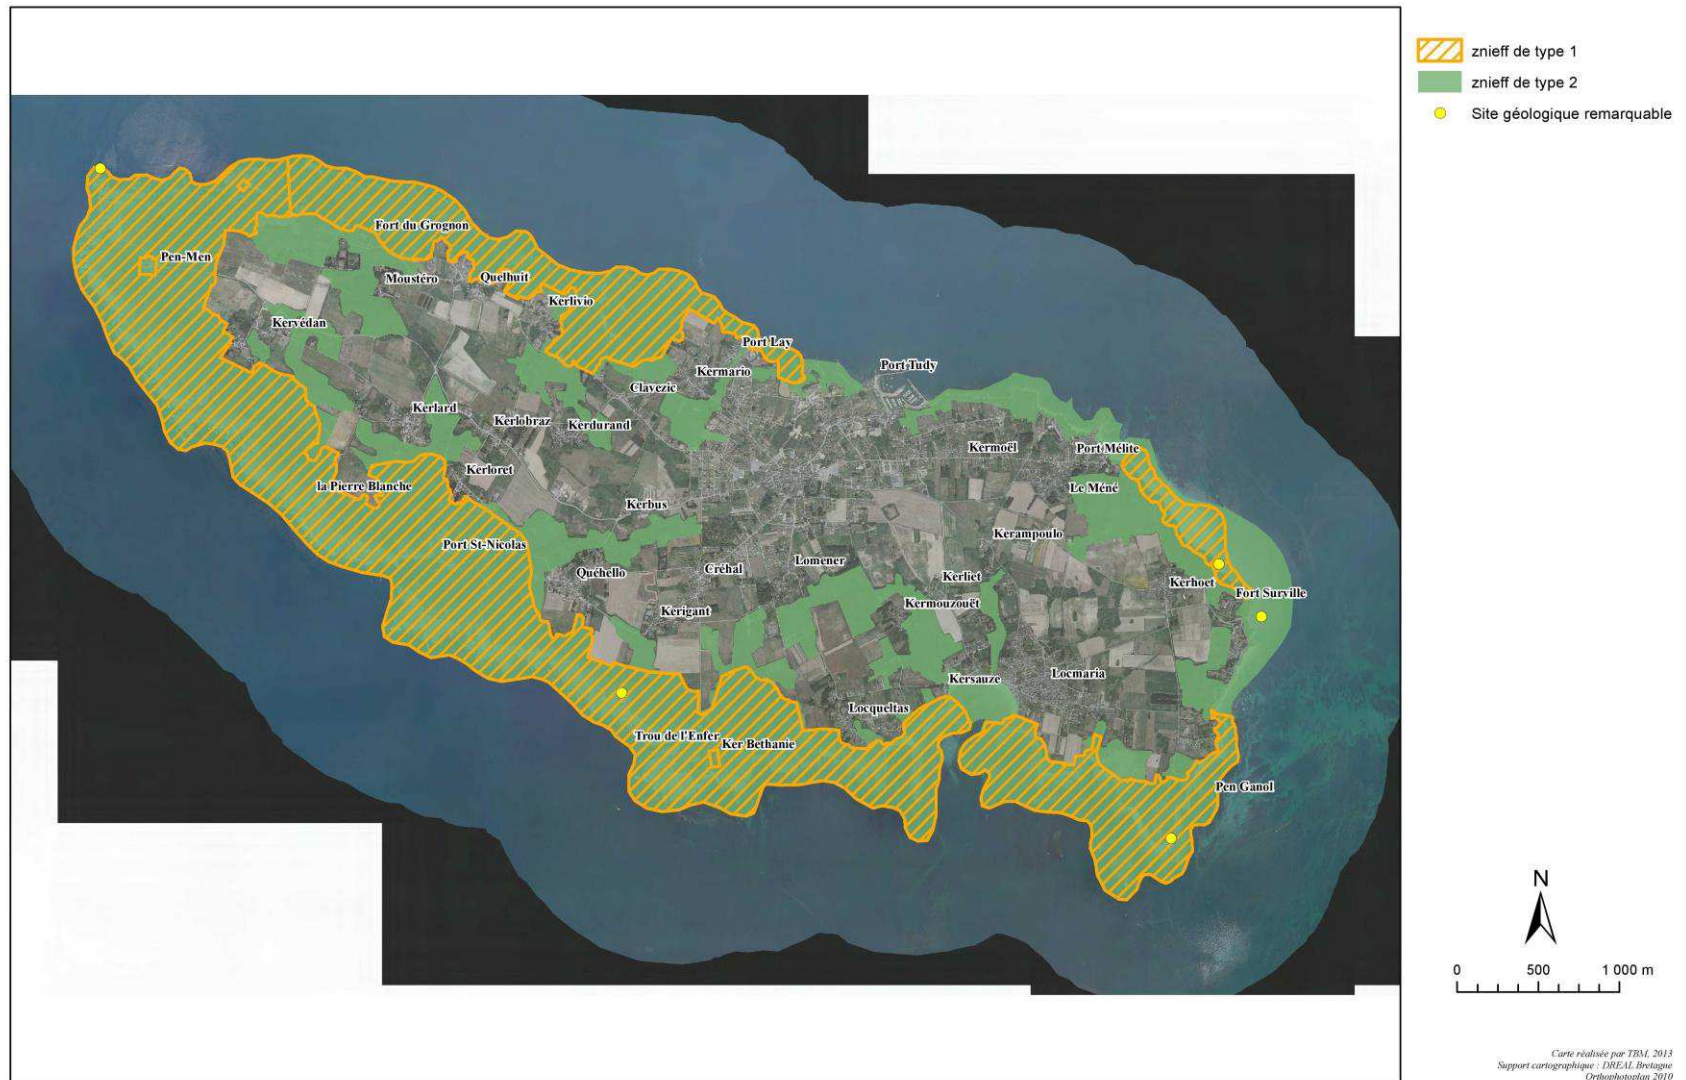 znieff de type 1
znieff de type 2
Site géologique remarquable
Fort du Grognon
Pen-Men
Moustéro
Quelhuit
Kerlivio
Kervédan
Port Lay
Port Tudy
Kermario
Clavezic
Kerlard
Kerlobraz
Kerdurand
Kermoël
Port Mélite
Kerloret
la Pierre Blanche
Le Méné
Kerbus
Kerampoulo
Port St-Nicolas
Lomener
Créhal
Quéhello
Kerliet
Kerhoet
Fort Surville
Kermouzouët
Kerigant
Locmaria
Kersauze
Locqueltas
Trou de l'Enfer
Ker Bethanie
Pen Ganol
N
0 500 1 000 m
Carte réalisée par TBM, 2013
Support cartographique : DREAL Bretagne
Orthophotoplan 2010